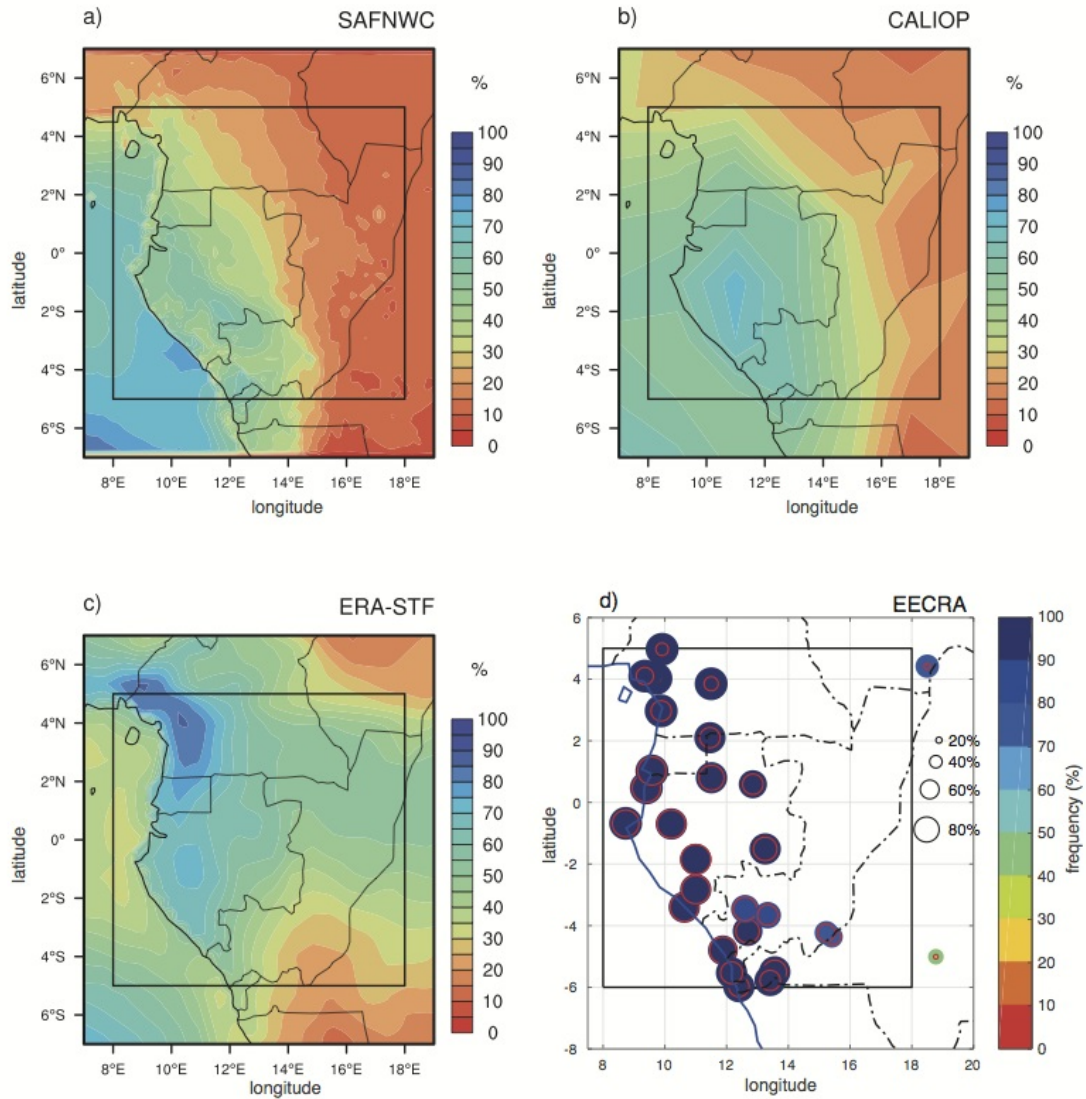 a) SAFNWC
6°N
4°N
2°N
0°
2°S
4°S
6°S
latitude
8°E 10°E 12°E 14°E 16°E 18°E
longitude
%
100
90
80
70
60
50
40
30
20
10
0
b) CALIOP
6°N
4°N
2°N
0°
2°S
4°S
6°S
latitude
8°E 10°E 12°E 14°E 16°E 18°E
longitude
%
100
90
80
70
60
50
40
30
20
10
0
c) ERA-STF
6°N
4°N
2°N
0°
2°S
4°S
6°S
latitude
8°E 10°E 12°E 14°E 16°E 18°E
longitude
%
100
90
80
70
60
50
40
30
20
10
0
d) EECRA
6
4
2
0
-2
-4
-6
-8
latitude
8 10 12 14 16 18 20
longitude
20%
40%
60%
80%
100
90
80
70
60
50
40
30
20
10
0
frequency (%)